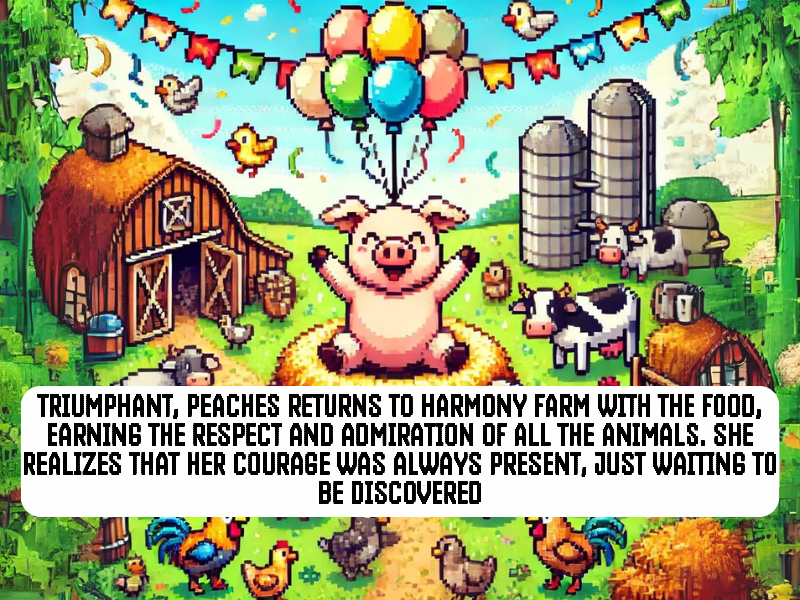 TRIUMPHANT, PEACHES RETURNS TO HARMONY FARM WITH THE FOOD,
EARNING THE RESPECT AND ADMIRATION OF ALL THE ANIMALS. SHE
REALIZES THAT HER COURAGE WAS ALWAYS PRESENT, JUST WAITING TO
BE DISCOVERED